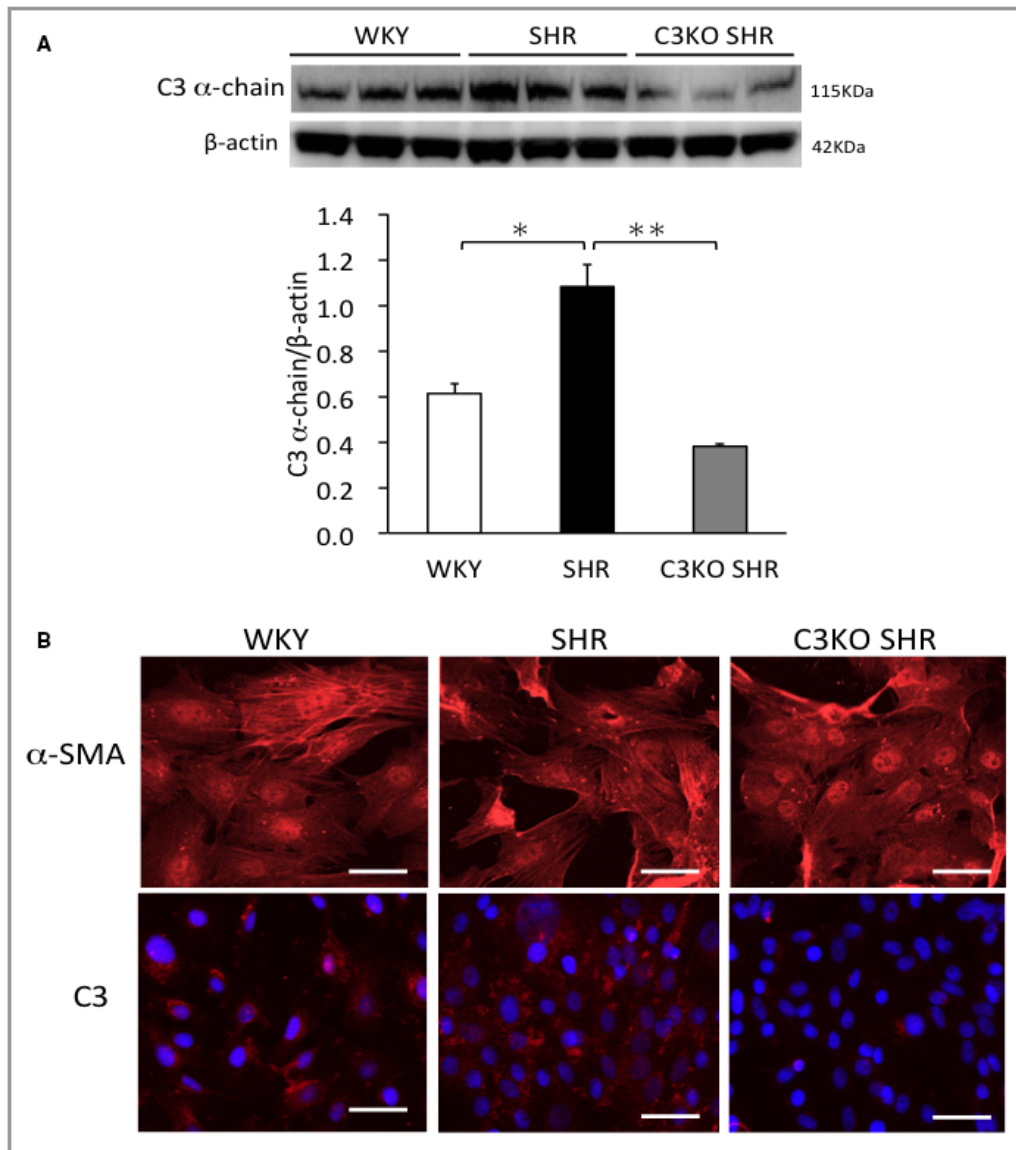 A
WKY SHR C3KO SHR
C3 α-chain 115KDa
β-actin 42KDa
C3 α-chain/β-actin
1.4
* **
1.2
1.0
0.8
0.6
0.4
0.2
0.0
WKY SHR C3KO SHR
B
WKY SHR C3KO SHR
α-SMA
C3